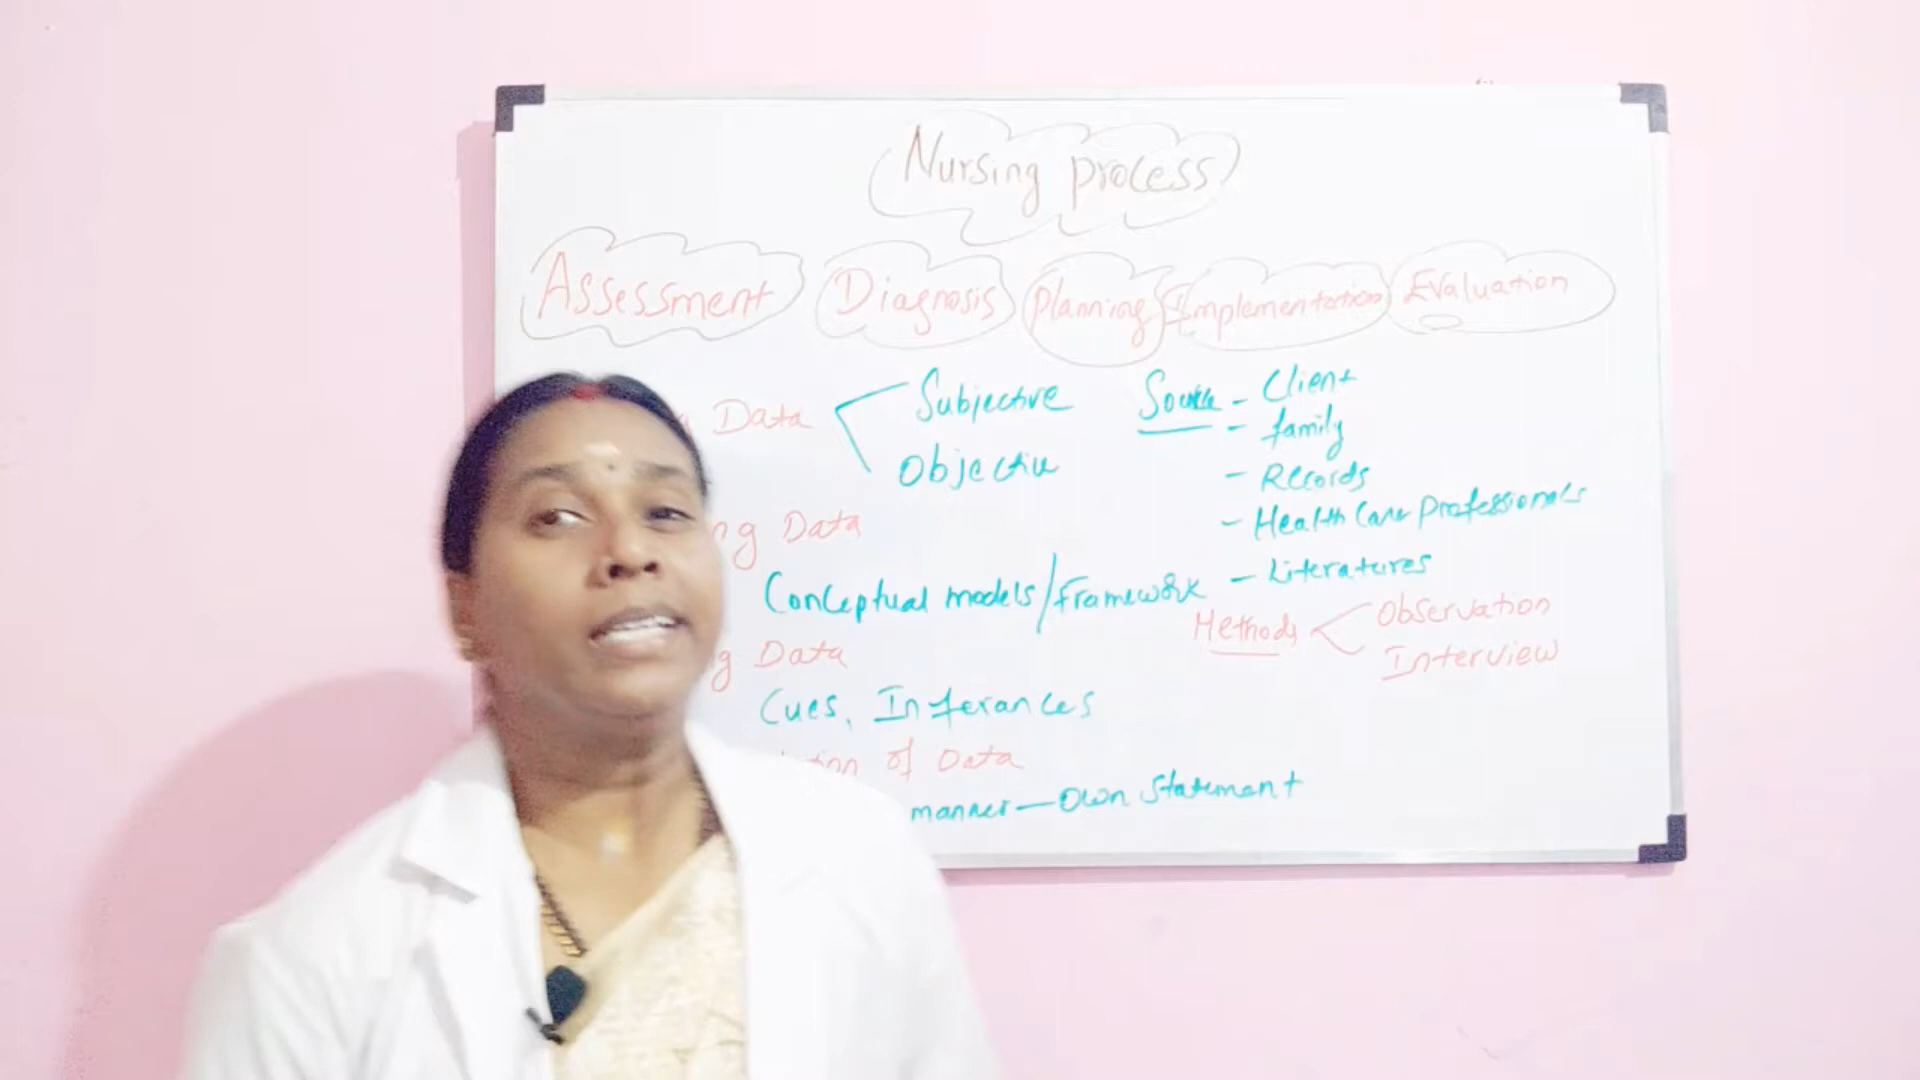 Nursing process
Assessment Diagnosis Planning Implementation Evaluation
Data
Subjective
Objective
Source - Client
- family
- Records
- Health Care Professionals
- Literatures
Methods
Observation
Interview
ng Data
Conceptual models/framework
g Data
Cues, Inferances
of Data
manner - Own Statement